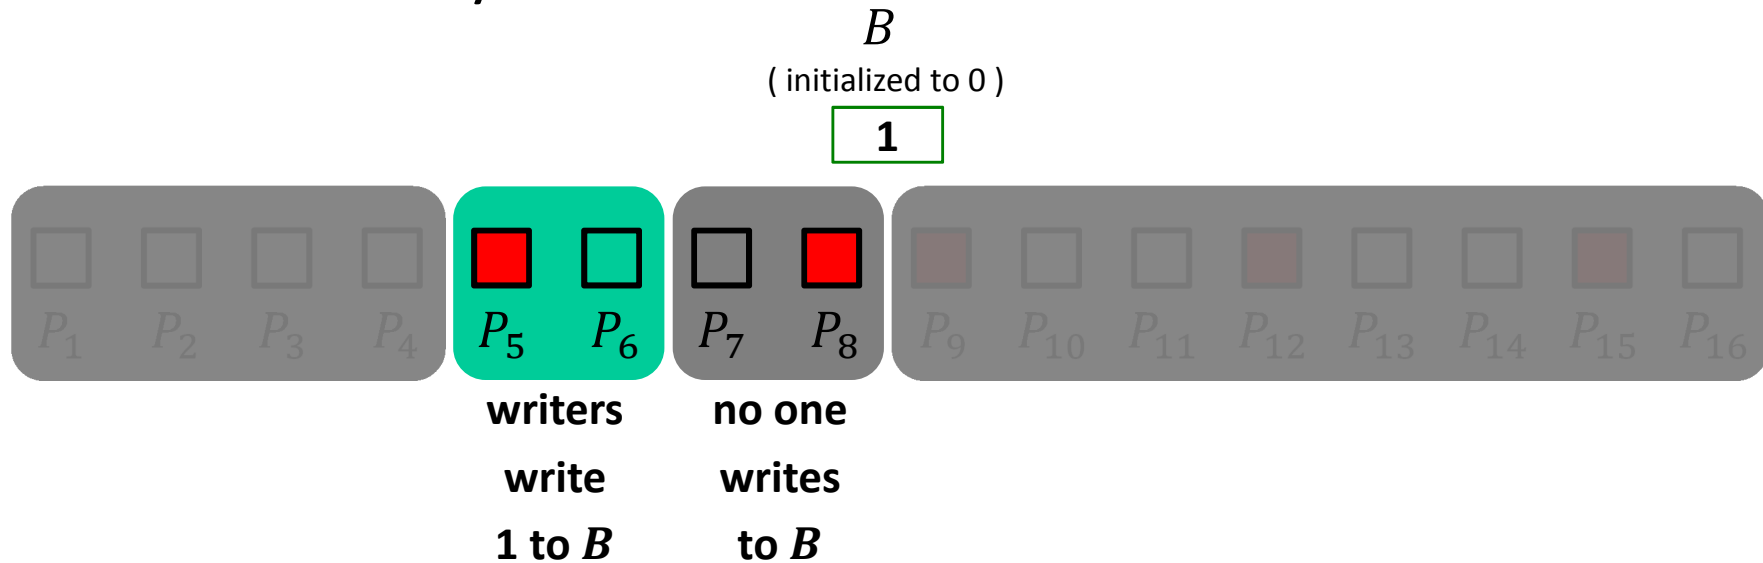 B
( initialized to 0 )
1
P₁ P₂ P₃ P₄ P₅ P₆ P₇ P₈ P₉ P₁₀ P₁₁ P₁₂ P₁₃ P₁₄ P₁₅ P₁₆
writers no one
write writes
1 to B to B